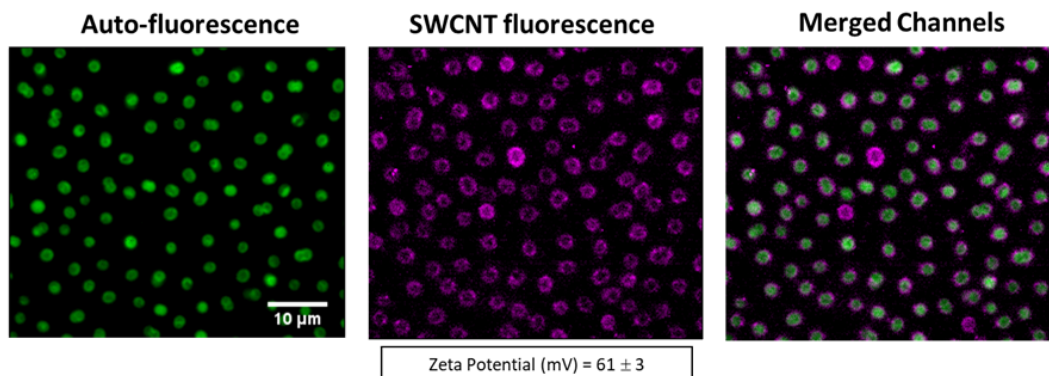 Auto-fluorescence
SWCNT fluorescence
Merged Channels
10 µm
Zeta Potential (mV) = 61 ± 3